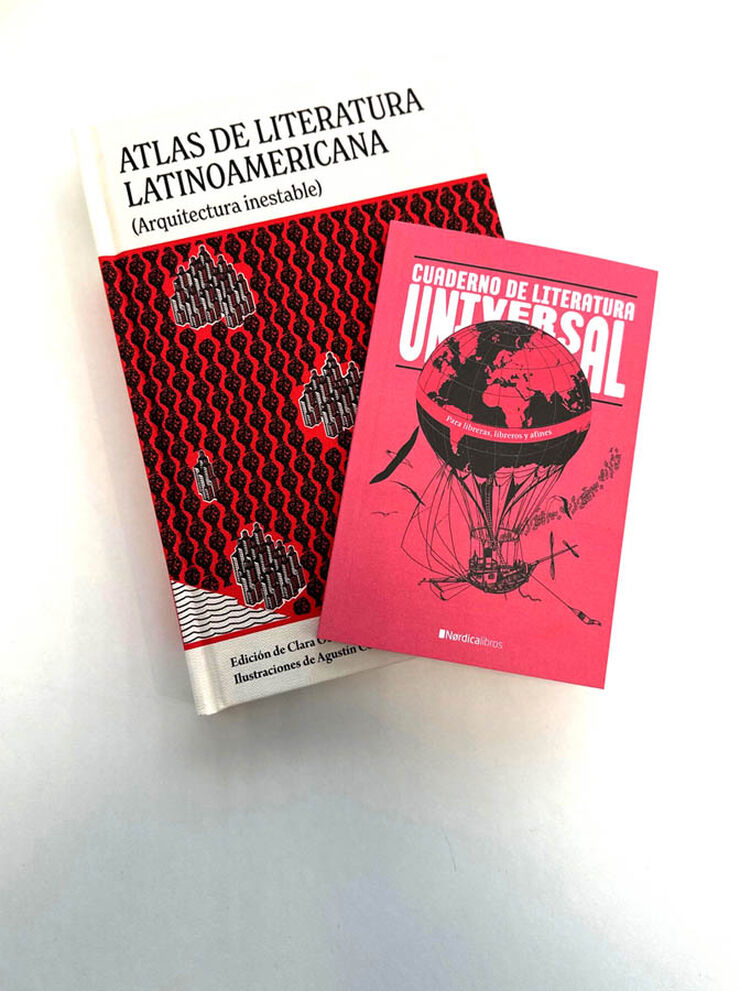 ATLAS DE LITERATURA
LATINOAMERICANA
(Arquitectura inestable)
Edición de Clara
Ilustraciones de Agustín
CUADERNO DE LITERATURA
UNIVERSAL
Para libreras, libreros y afines
Nørdicalibros